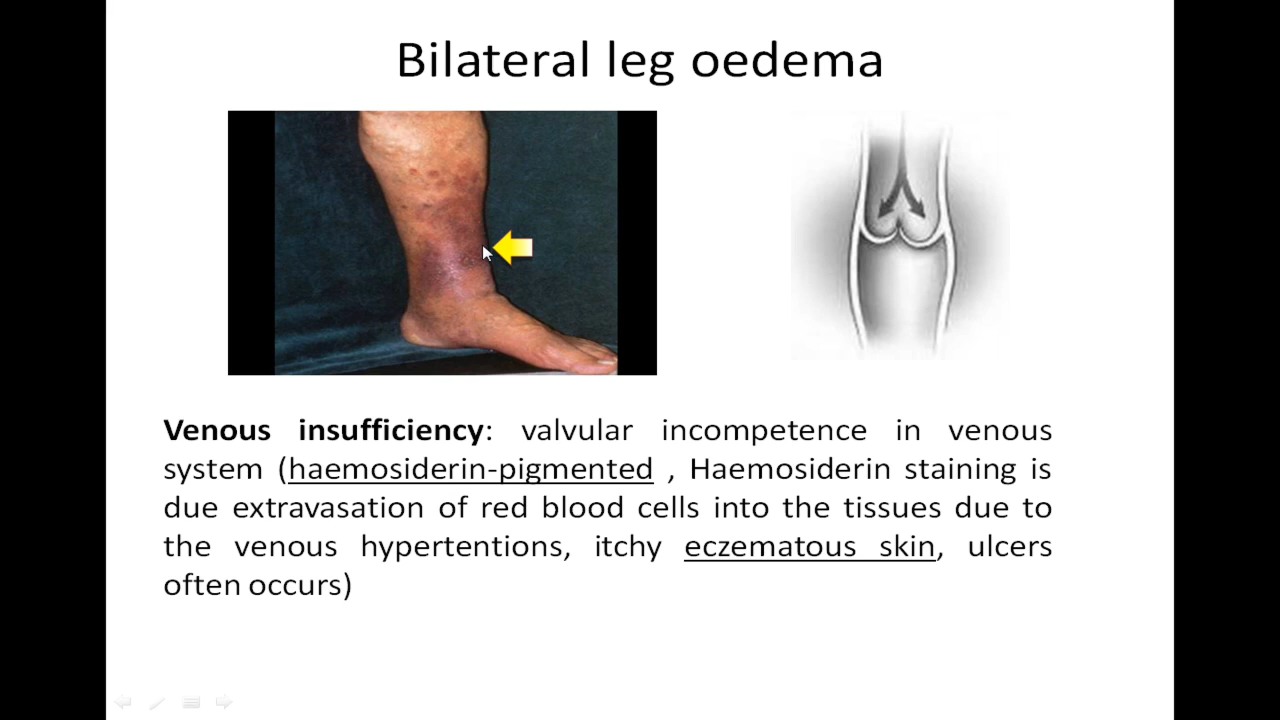 Bilateral leg oedema
Venous insufficiency: valvular incompetence in venous
system (haemosiderin-pigmented , Haemosiderin staining is
due extravasation of red blood cells into the tissues due to
the venous hypertentions, itchy eczematous skin, ulcers
often occurs)